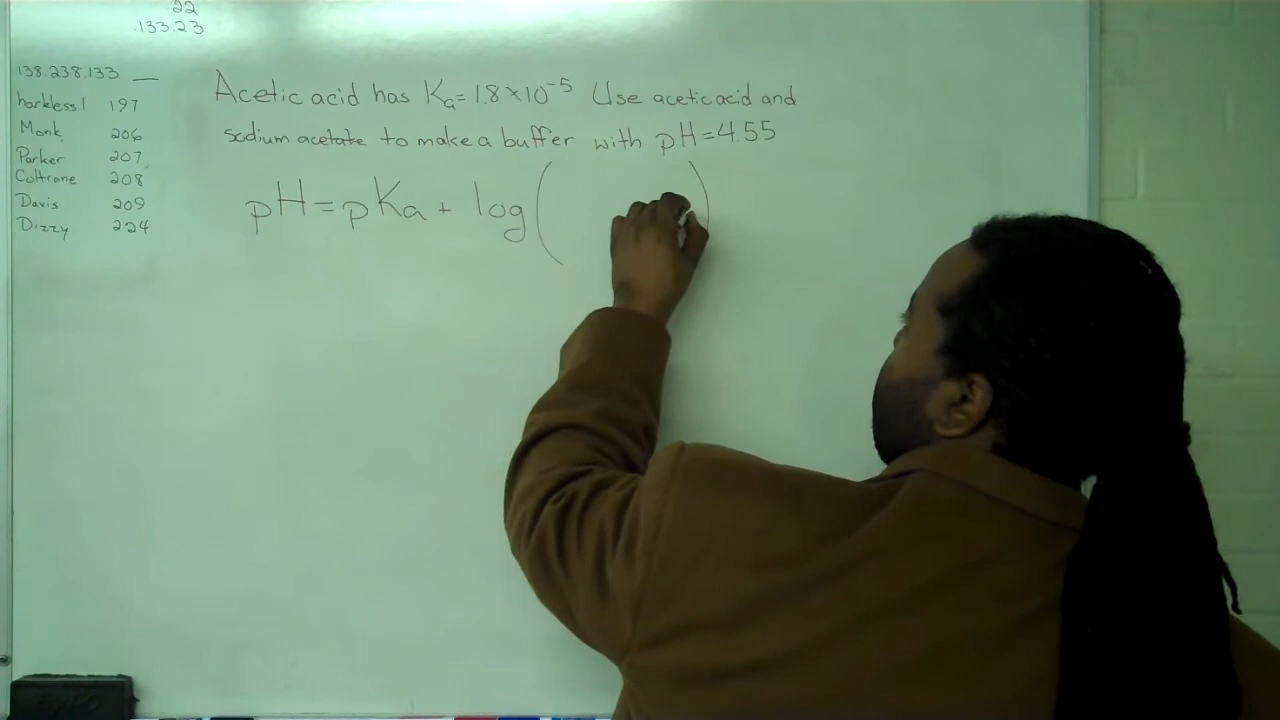 22
.133.23
138.238.133 __
harkless1 197
Monk 206
Parker 207
Coltrane 208
Davis 209
Dizzy 224
Acetic acid has Ka=1.8×10⁻⁵ Use acetic acid and
sodium acetate to make a buffer with pH=4.55
pH=pKa+ log( )
EXPO